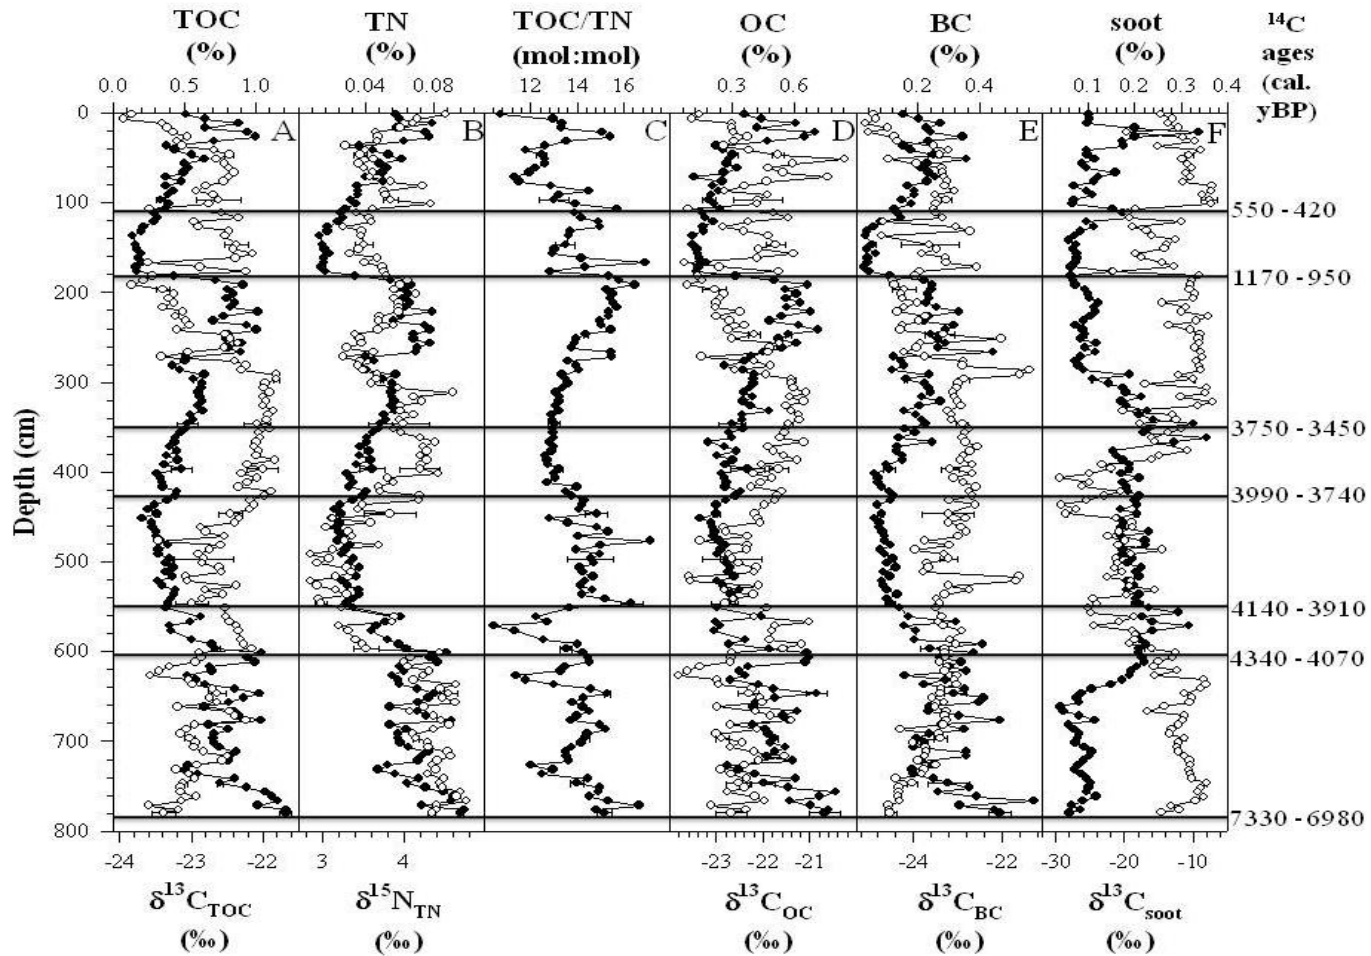 TOC TN TOC/TN OC BC soot ¹⁴C
(%) (%) (mol:mol) (%) (%) (%) ages
(cal.
yBP)
0.0 0.5 1.0 0.04 0.08 12 14 16 0.3 0.6 0.2 0.4 0.1 0.2 0.3 0.4
A B C D E F
Depth (cm)
0
100
200
300
400
500
600
700
800
550 - 420
1170 - 950
3750 - 3450
3990 - 3740
4140 - 3910
4340 - 4070
7330 - 6980
-24 -23 -22 3 4 -23 -22 -21 -24 -22 -30 -20 -10
δ¹³C_TOC δ¹⁵N_TN δ¹³C_OC δ¹³C_BC δ¹³C_soot
(‰) (‰) (‰) (‰) (‰)